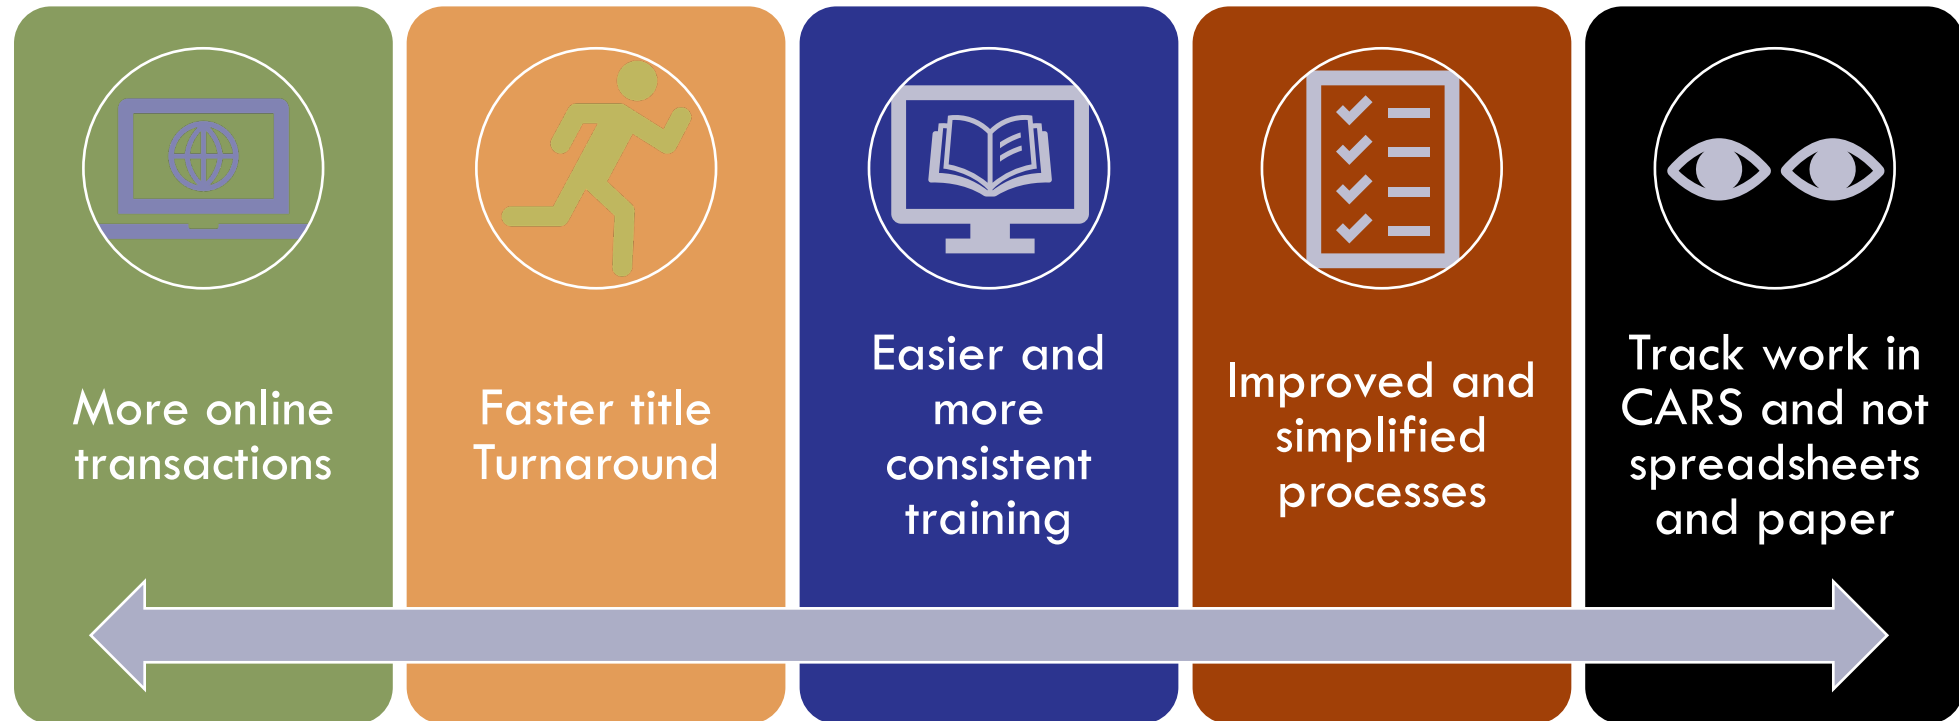 More online
transactions
Faster title
Turnaround
Easier and
more
consistent
training
Improved and
simplified
processes
Track work in
CARS and not
spreadsheets
and paper